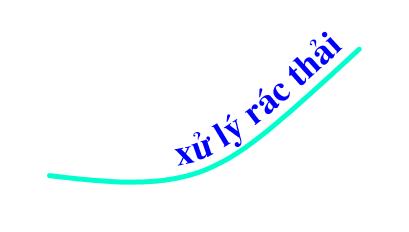 xử lý rác thải